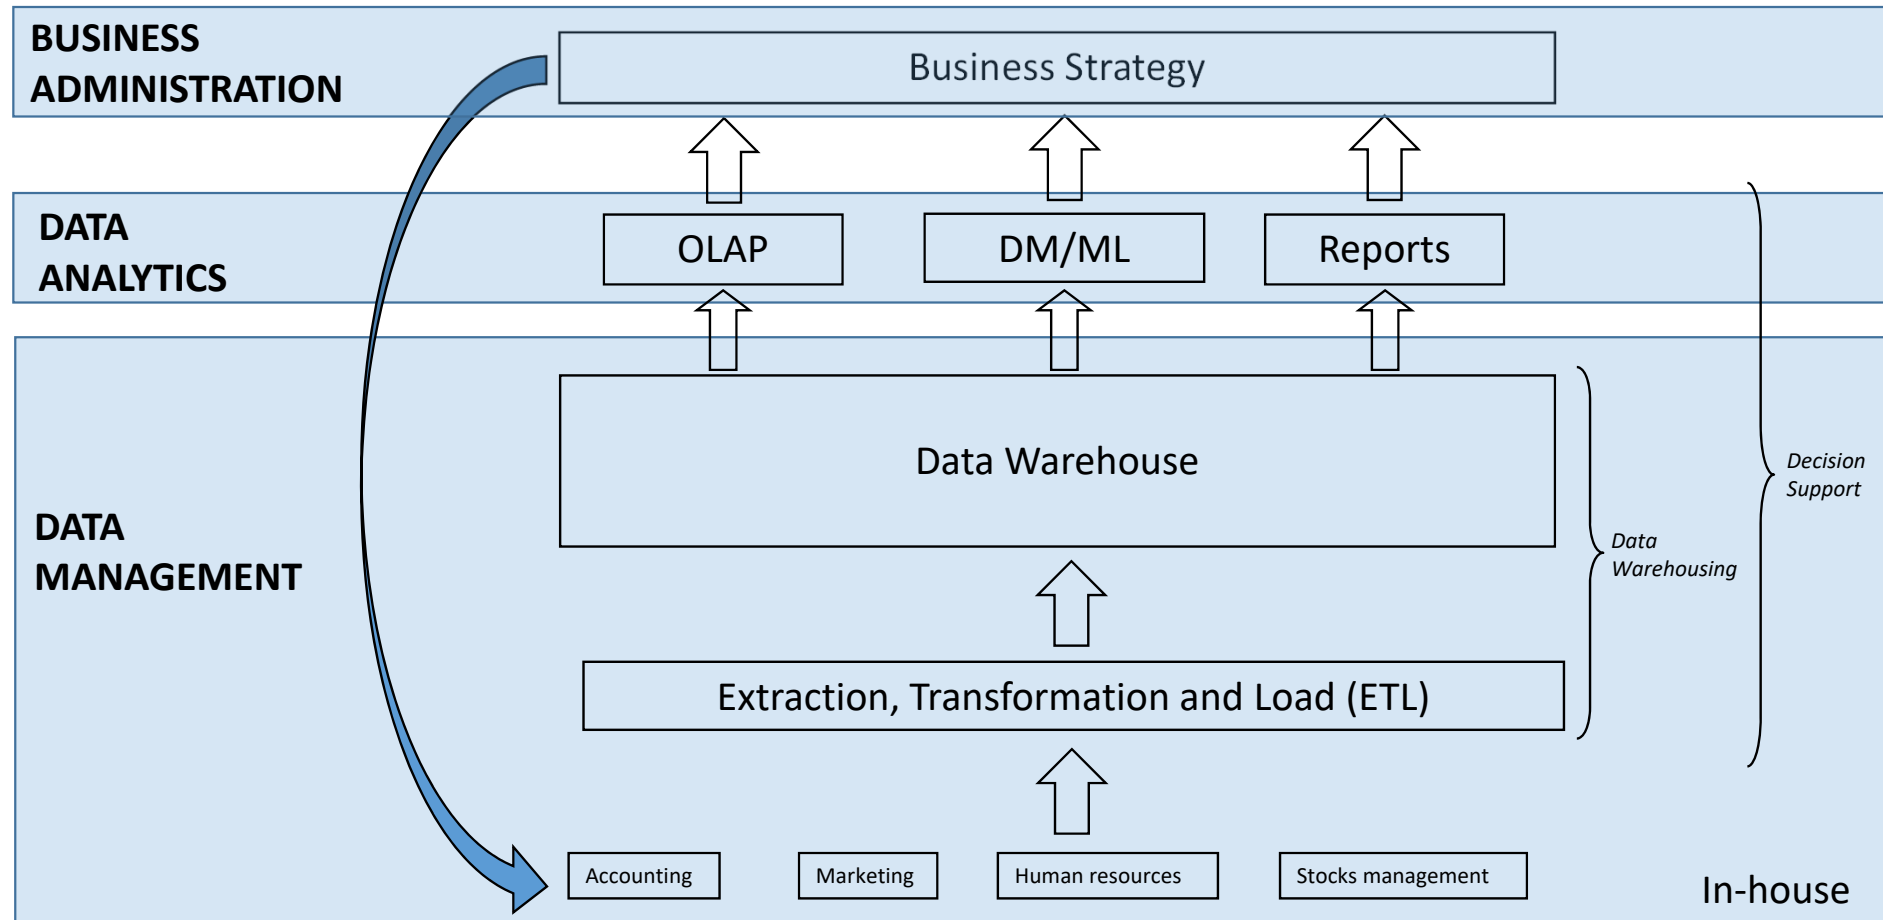 BUSINESS
ADMINISTRATION
Business Strategy
DATA
ANALYTICS
OLAP
DM/ML
Reports
DATA
MANAGEMENT
Data Warehouse
Decision
Support
Data
Warehousing
Extraction, Transformation and Load (ETL)
Accounting
Marketing
Human resources
Stocks management
In-house